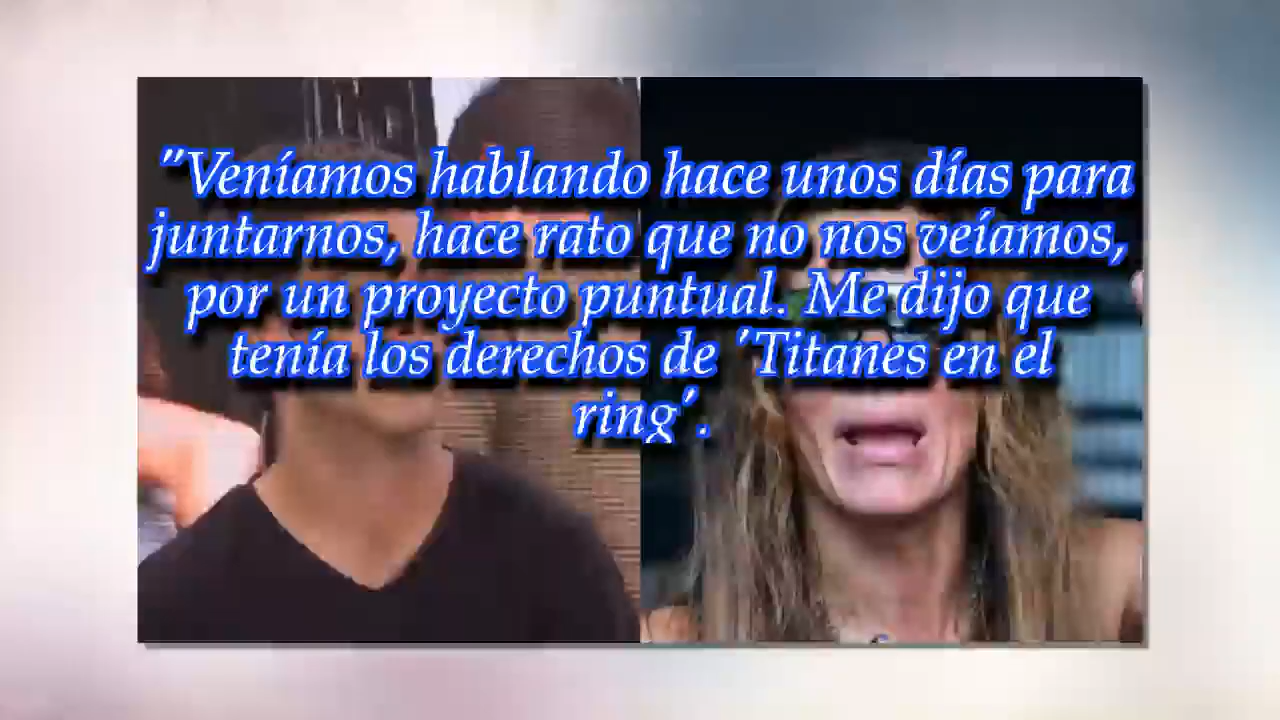 "Veníamos hablando hace unos días para
juntarnos, hace rato que no nos veíamos,
por un proyecto puntual. Me dijo que
tenía los derechos de 'Titanes en el
ring'.